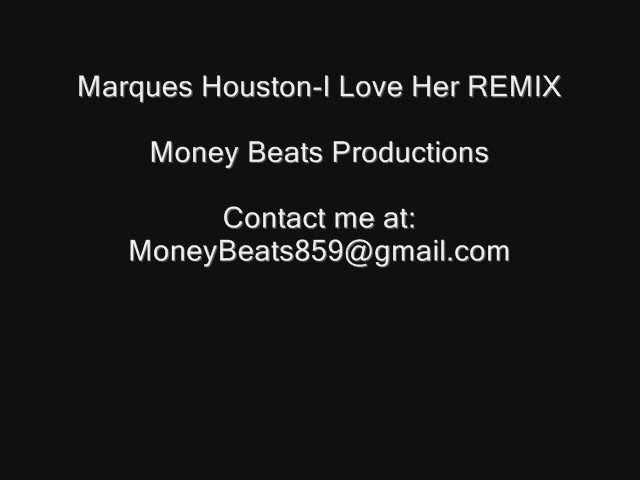 Marques Houston-I Love Her REMIX
Money Beats Productions
Contact me at:
MoneyBeats859@gmail.com